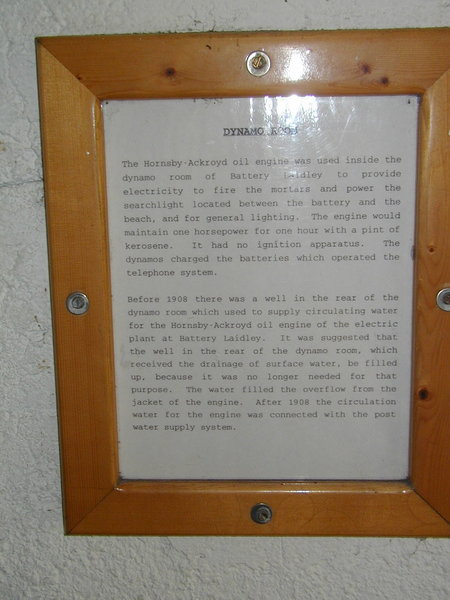 DYNAMO ROOM
The Hornsby-Ackroyd oil engine was used inside the
dynamo room of Battery Laidley to provide
electricity to fire the mortars and power the
searchlight located between the battery and the
beach, and for general lighting. The engine would
maintain one horsepower for one hour with a pint of
kerosene. It had no ignition apparatus. The
dynamos charged the batteries which operated the
telephone system.
Before 1908 there was a well in the rear of the
dynamo room which used to supply circulating water
for the Hornsby-Ackroyd oil engine of the electric
plant at Battery Laidley. It was suggested that
the well in the rear of the dynamo room, which
received the drainage of surface water, be filled
up, because it was no longer needed for that
purpose. The water filled the overflow from the
jacket of the engine. After 1908 the circulation
water for the engine was connected with the post
water supply system.